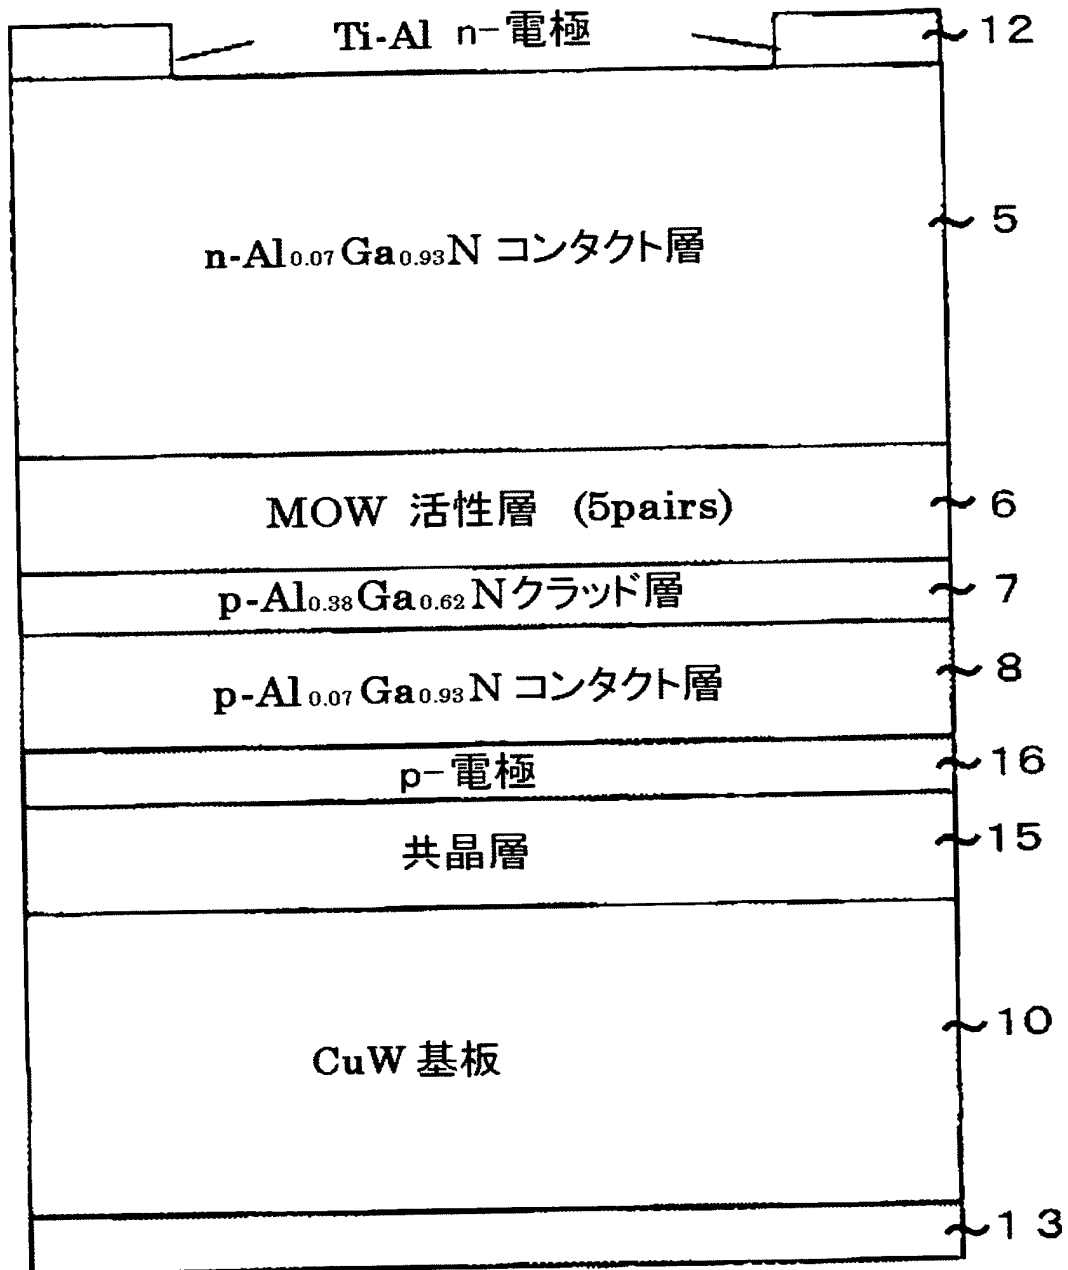 Ti-Al n-電極 12
5
n-Al0.07Ga0.93N コンタクト層
MOW 活性層 (5pairs) 6
p-Al0.38Ga0.62Nクラッド層 7
p-Al0.07Ga0.93N コンタクト層 8
p-電極 16
共晶層 15
CuW 基板 10
13